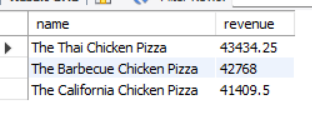 name revenue
The Thai Chicken Pizza 43434.25
The Barbecue Chicken Pizza 42768
The California Chicken Pizza 41409.5